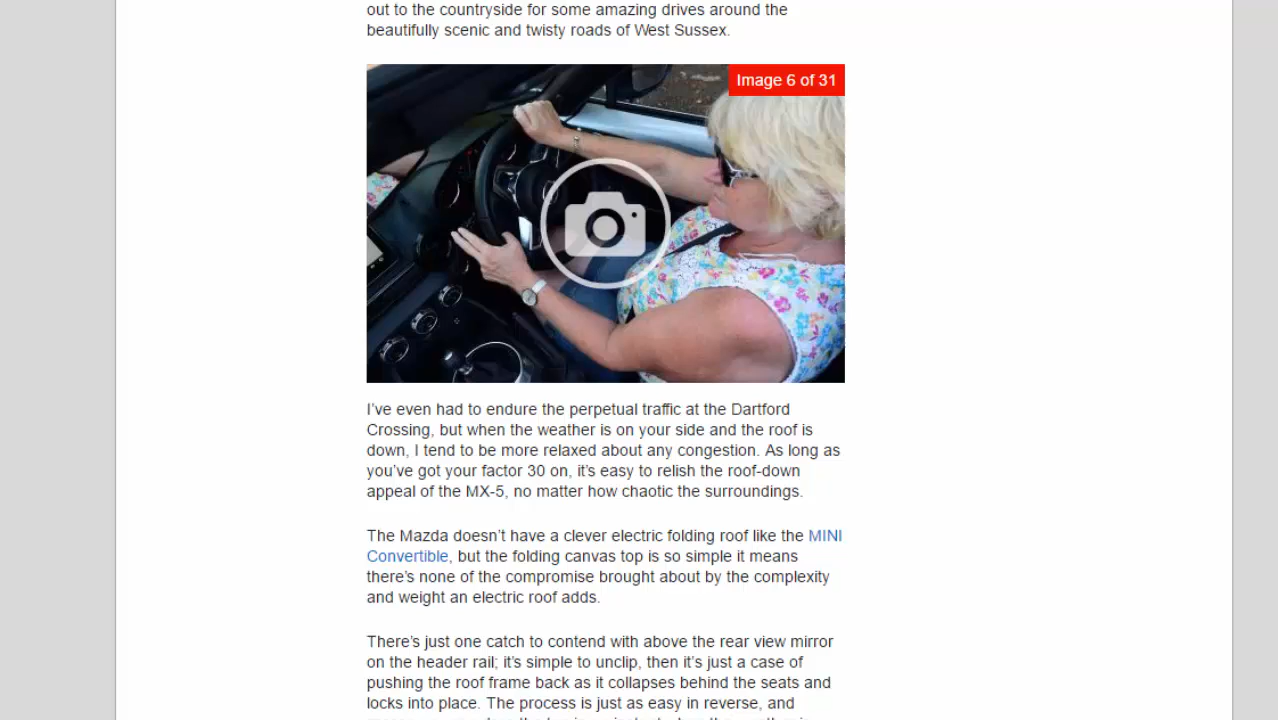 out to the countryside for some amazing drives around the
beautifully scenic and twisty roads of West Sussex.
Image 6 of 31
I’ve even had to endure the perpetual traffic at the Dartford
Crossing, but when the weather is on your side and the roof is
down, I tend to be more relaxed about any congestion. As long as
you’ve got your factor 30 on, it’s easy to relish the roof-down
appeal of the MX-5, no matter how chaotic the surroundings.
The Mazda doesn’t have a clever electric folding roof like the MINI
Convertible, but the folding canvas top is so simple it means
there’s none of the compromise brought about by the complexity
and weight an electric roof adds.
There’s just one catch to contend with above the rear view mirror
on the header rail; it’s simple to unclip, then it’s just a case of
pushing the roof frame back as it collapses behind the seats and
locks into place. The process is just as easy in reverse, and